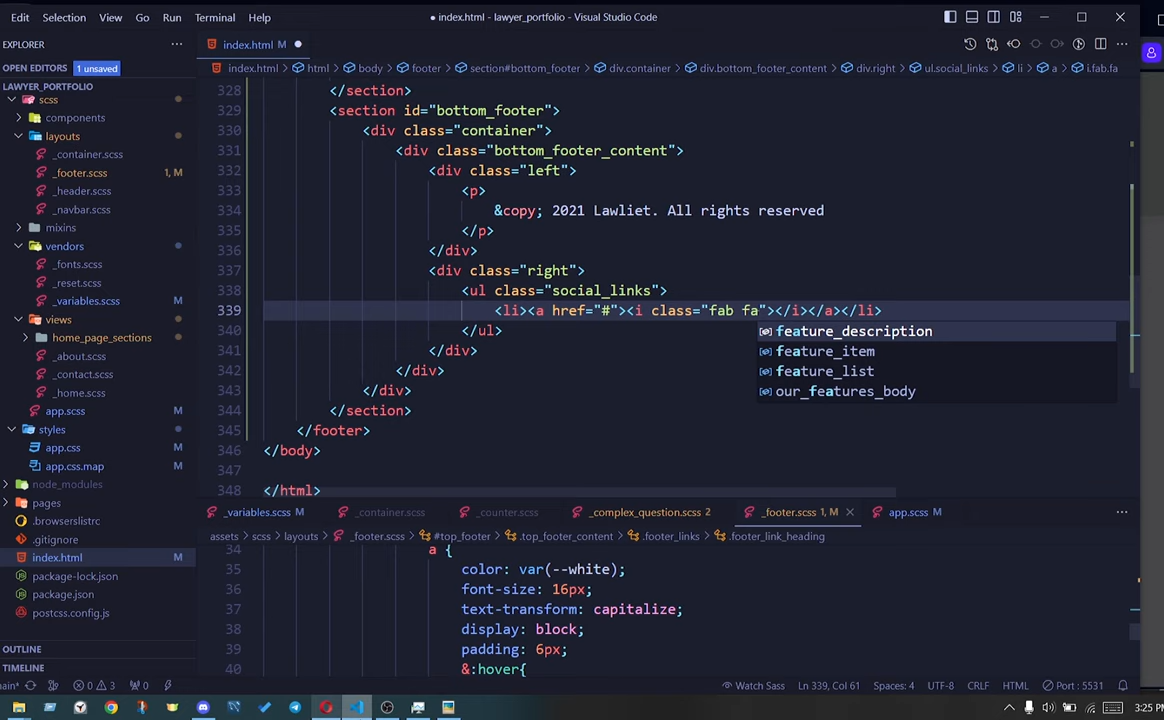 Edit Selection View Go Run Terminal Help
● index.html - lawyer_portfolio - Visual Studio Code
EXPLORER
index.html M
OPEN EDITORS 1 unsaved
index.html > html > body > footer > section#bottom_footer > div.container > div.bottom_footer_content > div.right > ul.social_links > li > a > i.fab.fa
LAWYER_PORTFOLIO
scss
components
layouts
_container.scss
_footer.scss 1, M
_header.scss
_navbar.scss
mixins
vendors
_fonts.scss
_reset.scss
_variables.scss
views
home_page_sections
_about.scss
_contact.scss
_home.scss
app.scss M
styles
app.css M
app.css.map M
node_modules
pages
.browserslistrc
.gitignore
index.html M
package-lock.json
package.json
postcss.config.js
OUTLINE
TIMELINE
328 </section>
329 <section id="bottom_footer">
330 <div class="container">
331 <div class="bottom_footer_content">
332 <div class="left">
333 <p>
334 &copy; 2021 Lawliet. All rights reserved
335 </p>
336 </div>
337 <div class="right">
338 <ul class="social_links">
339 <li><a href="#"><i class="fab fa"></i></a></li>
340 </ul>
341 </div>
342 </div>
343 </div>
344 </section>
345 </footer>
346 </body>
347
348 </html>
feature_description
feature_item
feature_list
our_features_body
_variables.scss M _container.scss _counter.scss _complex_question.scss 2 _footer.scss 1, M app.scss M
assets > scss > layouts > _footer.scss > #top_footer > .top_footer_content > .footer_links > .footer_link_heading
34 a {
35 color: var(--white);
36 font-size: 16px;
37 text-transform: capitalize;
38 display: block;
39 padding: 6px;
40 &:hover{
main* 0 3 0 Watch Sass Ln 339, Col 61 Spaces: 4 UTF-8 CRLF HTML Port : 5531
3:25 PM